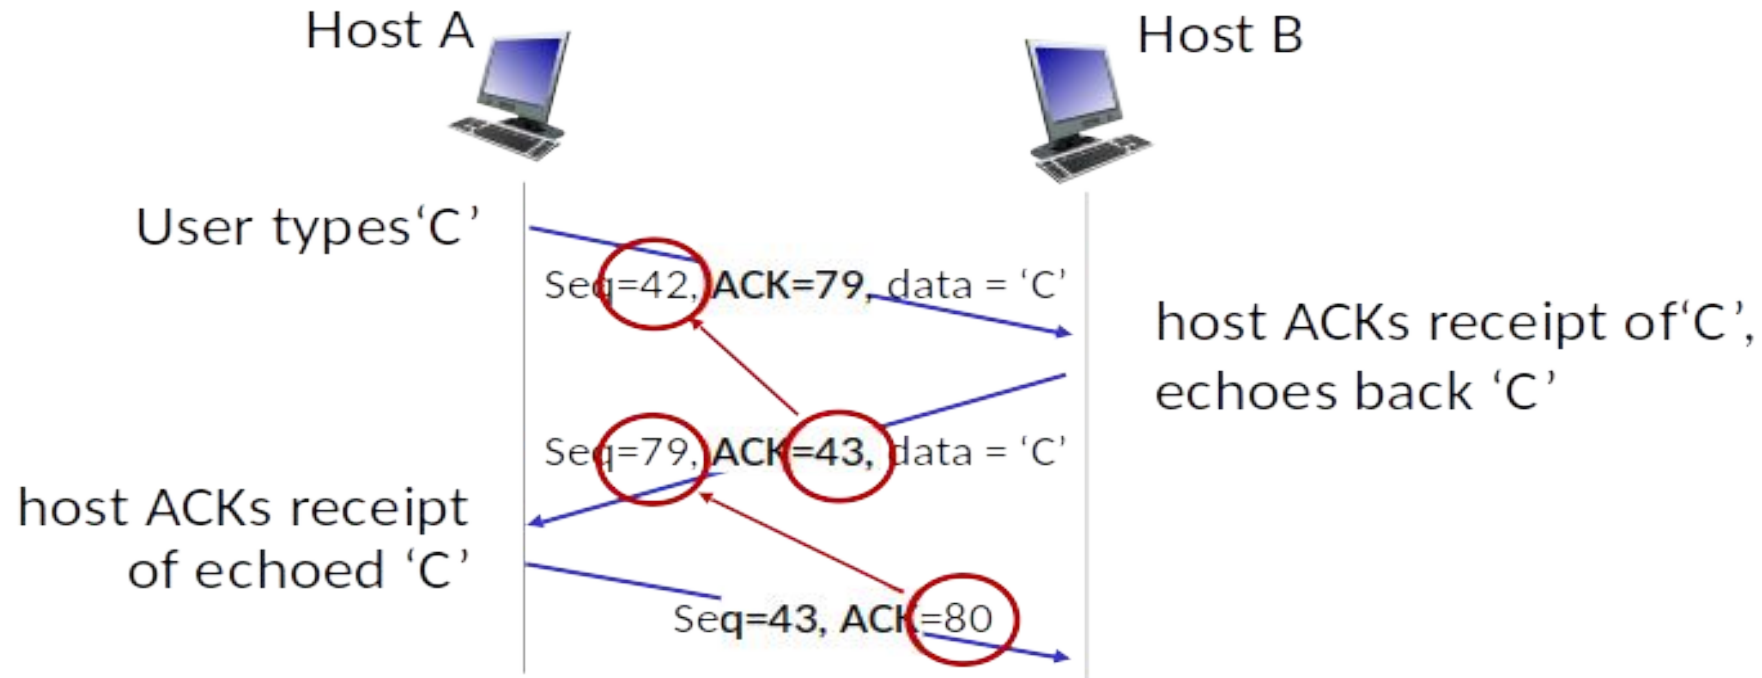 Host A
Host B
User types‘C’
Seq=42, ACK=79, data = ‘C’
host ACKs receipt of‘C’,
echoes back ‘C’
Seq=79, ACK=43, data = ‘C’
host ACKs receipt
of echoed ‘C’
Seq=43, ACK=80